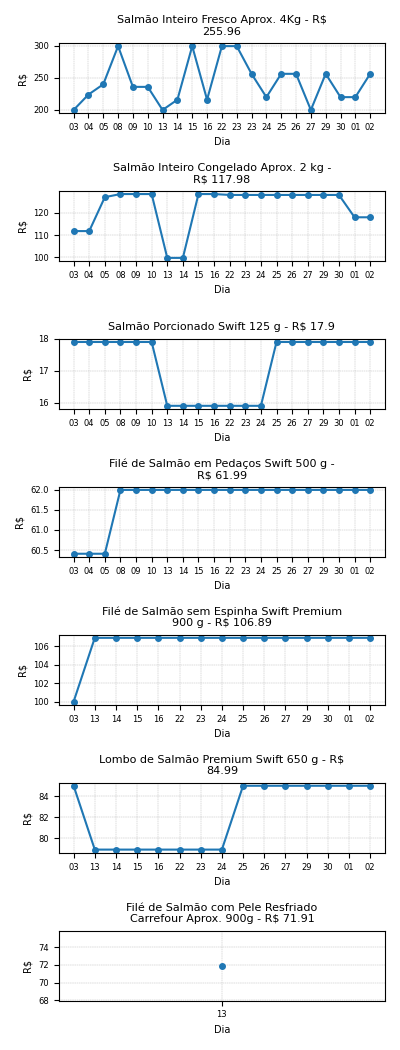 Salmão Inteiro Fresco Aprox. 4Kg - R$
255.96
300
250
200
R$
03 04 05 08 09 10 13 14 15 16 22 23 23 24 25 26 27 29 30 01 02
Dia
Salmão Inteiro Congelado Aprox. 2 kg -
R$ 117.98
120
110
100
R$
03 04 05 08 09 10 13 14 15 16 22 23 23 24 25 26 27 29 30 01 02
Dia
Salmão Porcionado Swift 125 g - R$ 17.9
18
17
16
R$
03 04 05 08 09 10 13 14 15 16 22 23 23 24 25 26 27 29 30 01 02
Dia
Filé de Salmão em Pedaços Swift 500 g -
R$ 61.99
62.0
61.5
61.0
60.5
R$
03 04 05 08 09 10 13 14 15 16 22 23 23 24 25 26 27 29 30 01 02
Dia
Filé de Salmão sem Espinha Swift Premium
900 g - R$ 106.89
106
104
102
100
R$
03 13 14 15 16 22 23 24 25 26 27 29 30 01 02
Dia
Lombo de Salmão Premium Swift 650 g - R$
84.99
84
82
80
R$
03 13 14 15 16 22 23 24 25 26 27 29 30 01 02
Dia
Filé de Salmão com Pele Resfriado
Carrefour Aprox. 900g - R$ 71.91
74
72
70
68
R$
13
Dia